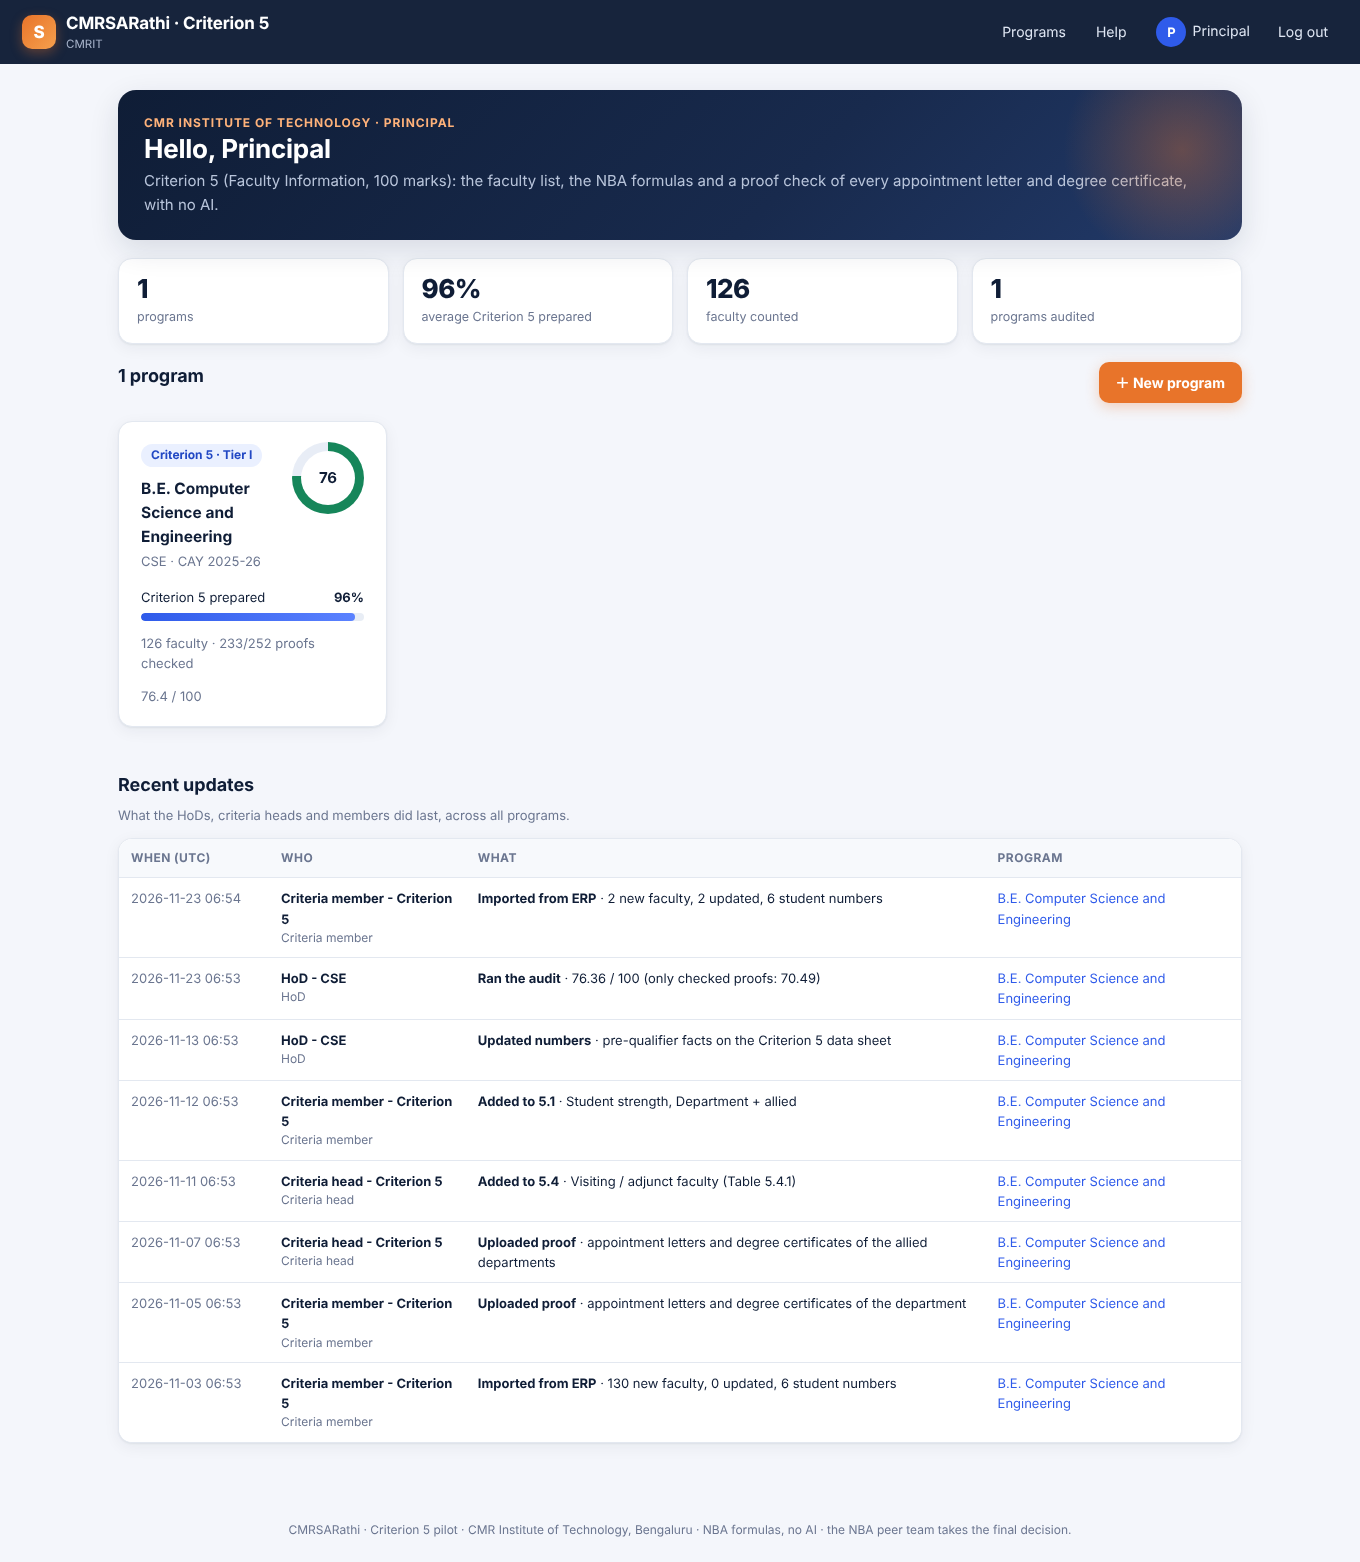 S
CMRSARathi · Criterion 5
CMRIT
Programs
Help
P
Principal
Log out
CMR INSTITUTE OF TECHNOLOGY · PRINCIPAL
Hello, Principal
Criterion 5 (Faculty Information, 100 marks): the faculty list, the NBA formulas and a proof check of every appointment letter and degree certificate,
with no AI.
1
programs
96%
average Criterion 5 prepared
126
faculty counted
1
programs audited
1 program
+ New program
Criterion 5 · Tier I
76
B.E. Computer
Science and
Engineering
CSE · CAY 2025-26
Criterion 5 prepared 96%
126 faculty · 233/252 proofs
checked
76.4 / 100
Recent updates
What the HoDs, criteria heads and members did last, across all programs.
WHEN (UTC) WHO WHAT PROGRAM
2026-11-23 06:54 Criteria member - Criterion Imported from ERP · 2 new faculty, 2 updated, 6 student numbers B.E. Computer Science and
5 Engineering
Criteria member
2026-11-23 06:53 HoD - CSE Ran the audit · 76.36 / 100 (only checked proofs: 70.49) B.E. Computer Science and
HoD Engineering
2026-11-13 06:53 HoD - CSE Updated numbers · pre-qualifier facts on the Criterion 5 data sheet B.E. Computer Science and
HoD Engineering
2026-11-12 06:53 Criteria member - Criterion Added to 5.1 · Student strength, Department + allied B.E. Computer Science and
5 Engineering
Criteria member
2026-11-11 06:53 Criteria head - Criterion 5 Added to 5.4 · Visiting / adjunct faculty (Table 5.4.1) B.E. Computer Science and
Criteria head Engineering
2026-11-07 06:53 Criteria head - Criterion 5 Uploaded proof · appointment letters and degree certificates of the allied B.E. Computer Science and
Criteria head departments Engineering
2026-11-05 06:53 Criteria member - Criterion Uploaded proof · appointment letters and degree certificates of the department B.E. Computer Science and
5 Engineering
Criteria member
2026-11-03 06:53 Criteria member - Criterion Imported from ERP · 130 new faculty, 0 updated, 6 student numbers B.E. Computer Science and
5 Engineering
Criteria member
CMRSARathi · Criterion 5 pilot · CMR Institute of Technology, Bengaluru · NBA formulas, no AI · the NBA peer team takes the final decision.